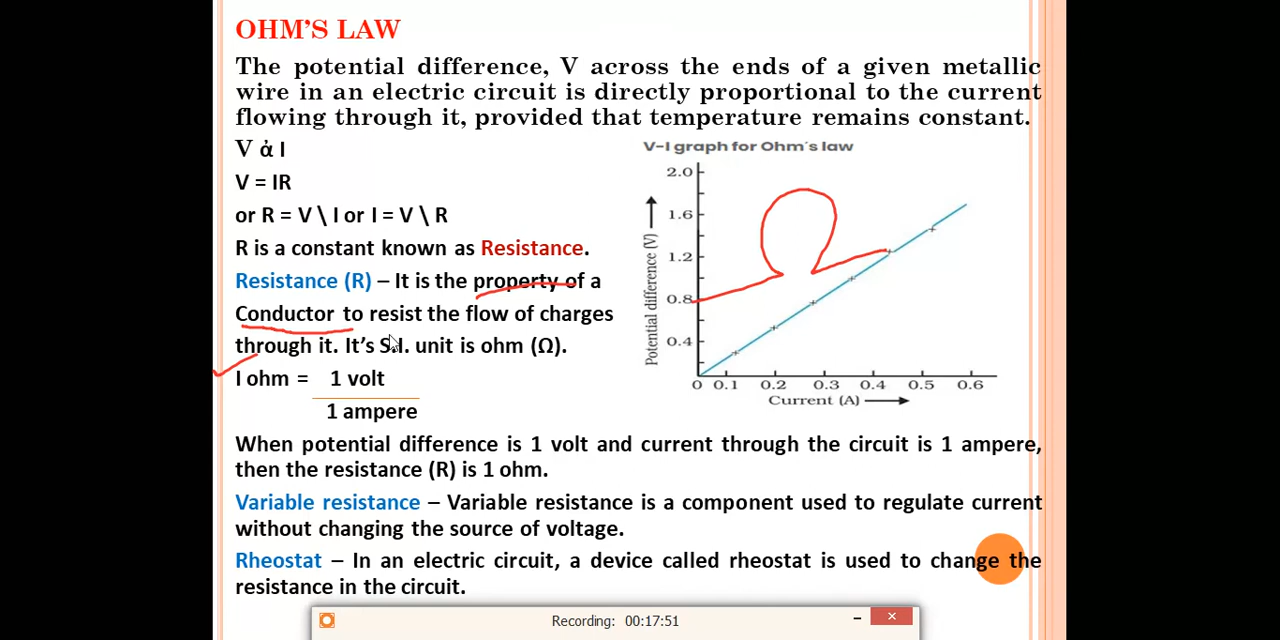 OHM'S LAW
The potential difference, V across the ends of a given metallic
wire in an electric circuit is directly proportional to the current
flowing through it, provided that temperature remains constant.
V α̇ I
V = IR
or R = V \ I or I = V \ R
R is a constant known as Resistance.
Resistance (R) – It is the property of a
Conductor to resist the flow of charges
through it. It's S.I. unit is ohm (Ω).
I ohm = 1 volt
1 ampere
V-I graph for Ohm's law
Potential difference (V)
2.0
1.6
1.2
0.8
0.4
0 0.1 0.2 0.3 0.4 0.5 0.6
Current (A)
Ω
When potential difference is 1 volt and current through the circuit is 1 ampere,
then the resistance (R) is 1 ohm.
Variable resistance – Variable resistance is a component used to regulate current
without changing the source of voltage.
Rheostat – In an electric circuit, a device called rheostat is used to change the
resistance in the circuit.
Recording: 00:17:51